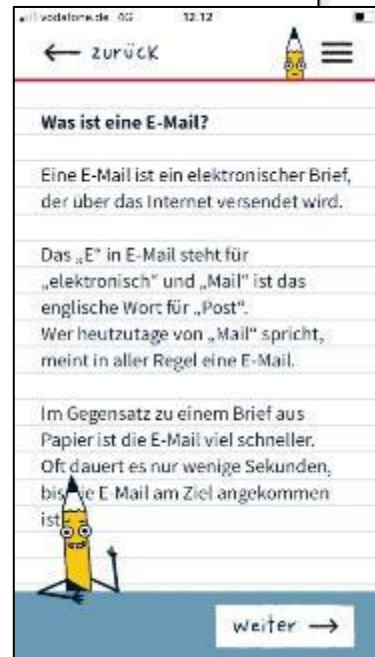 vodafone.de 4G 12:12
← zurück
Was ist eine E-Mail?
Eine E-Mail ist ein elektronischer Brief,
der über das Internet versendet wird.
Das „E“ in E-Mail steht für
„elektronisch“ und „Mail“ ist das
englische Wort für „Post“.
Wer heutzutage von „Mail“ spricht,
meint in aller Regel eine E-Mail.
Im Gegensatz zu einem Brief aus
Papier ist die E-Mail viel schneller.
Oft dauert es nur wenige Sekunden,
bis die E-Mail am Ziel angekommen
ist
weiter →